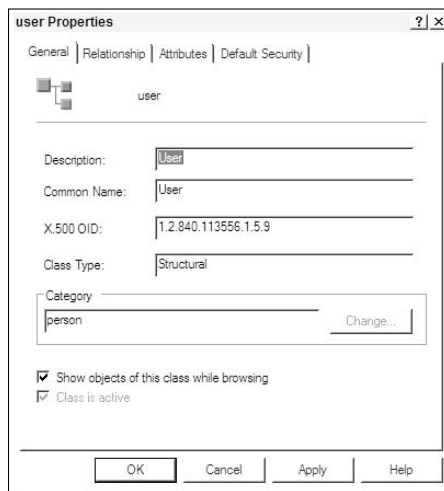 user Properties ? ×
General Relationship Attributes Default Security
user
Description: User
Common Name: User
X.500 OID: 1.2.840.113556.1.5.9
Class Type: Structural
Category
person Change...
Show objects of this class while browsing
Class is active
OK Cancel Apply Help